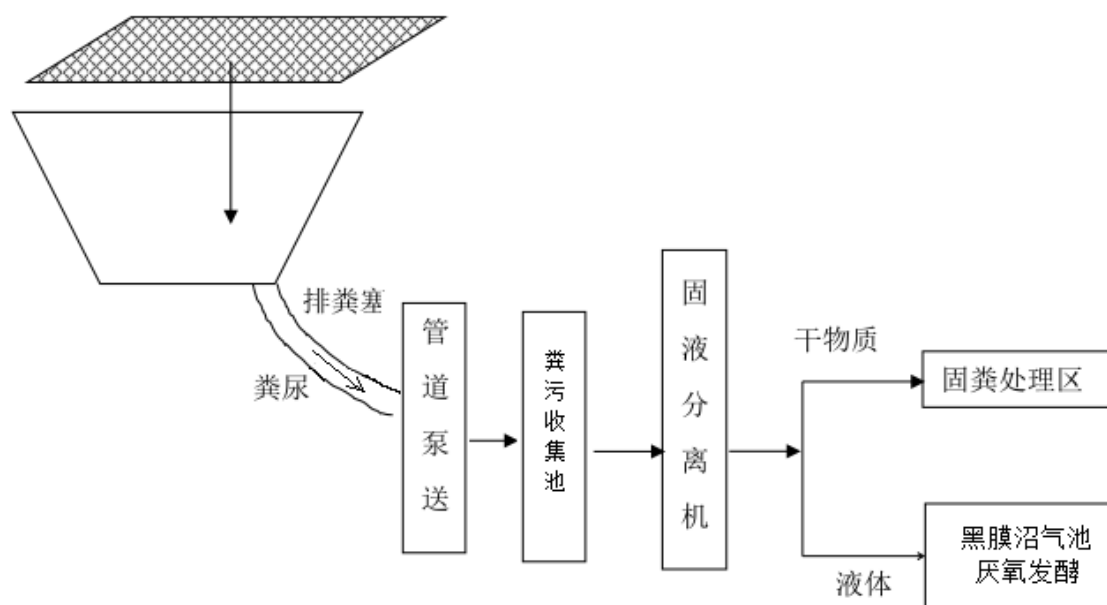 排粪塞
粪尿
管道泵送
粪污收集池
固液分离机
干物质
固粪处理区
液体
黑膜沼气池
厌氧发酵